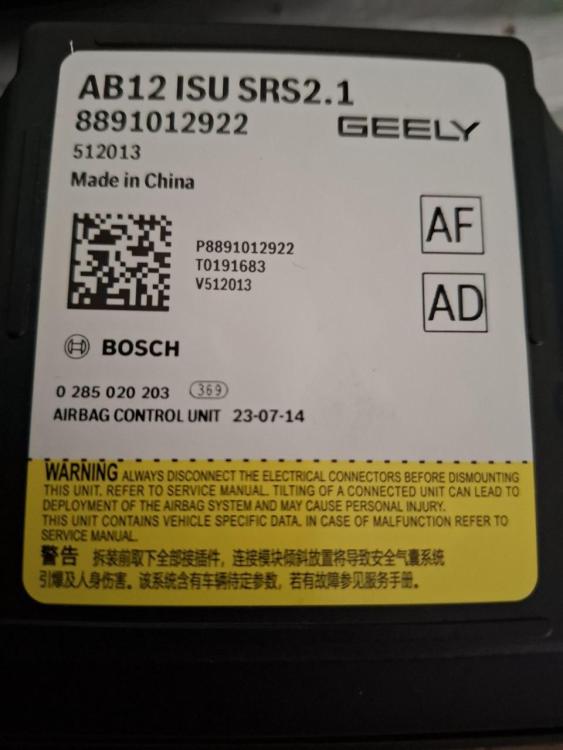 AB12 ISU SRS2.1
8891012922
GEELY
512013
Made in China
AF
P8891012922
T0191683
V512013
AD
BOSCH
0 285 020 203 369
AIRBAG CONTROL UNIT 23-07-14
WARNING ALWAYS DISCONNECT THE ELECTRICAL CONNECTORS BEFORE DISMOUNTING
THIS UNIT. REFER TO SERVICE MANUAL. TILTING OF A CONNECTED UNIT CAN LEAD TO
DEPLOYMENT OF THE AIRBAG SYSTEM AND MAY CAUSE PERSONAL INJURY.
THIS UNIT CONTAINS VEHICLE SPECIFIC DATA. IN CASE OF MALFUNCTION REFER TO
SERVICE MANUAL.
警告 拆装前取下全部接插件，连接模块倾斜放置将导致安全气囊系统
引爆及人身伤害。该系统含有车辆待定参数，若有故障参见服务手册.